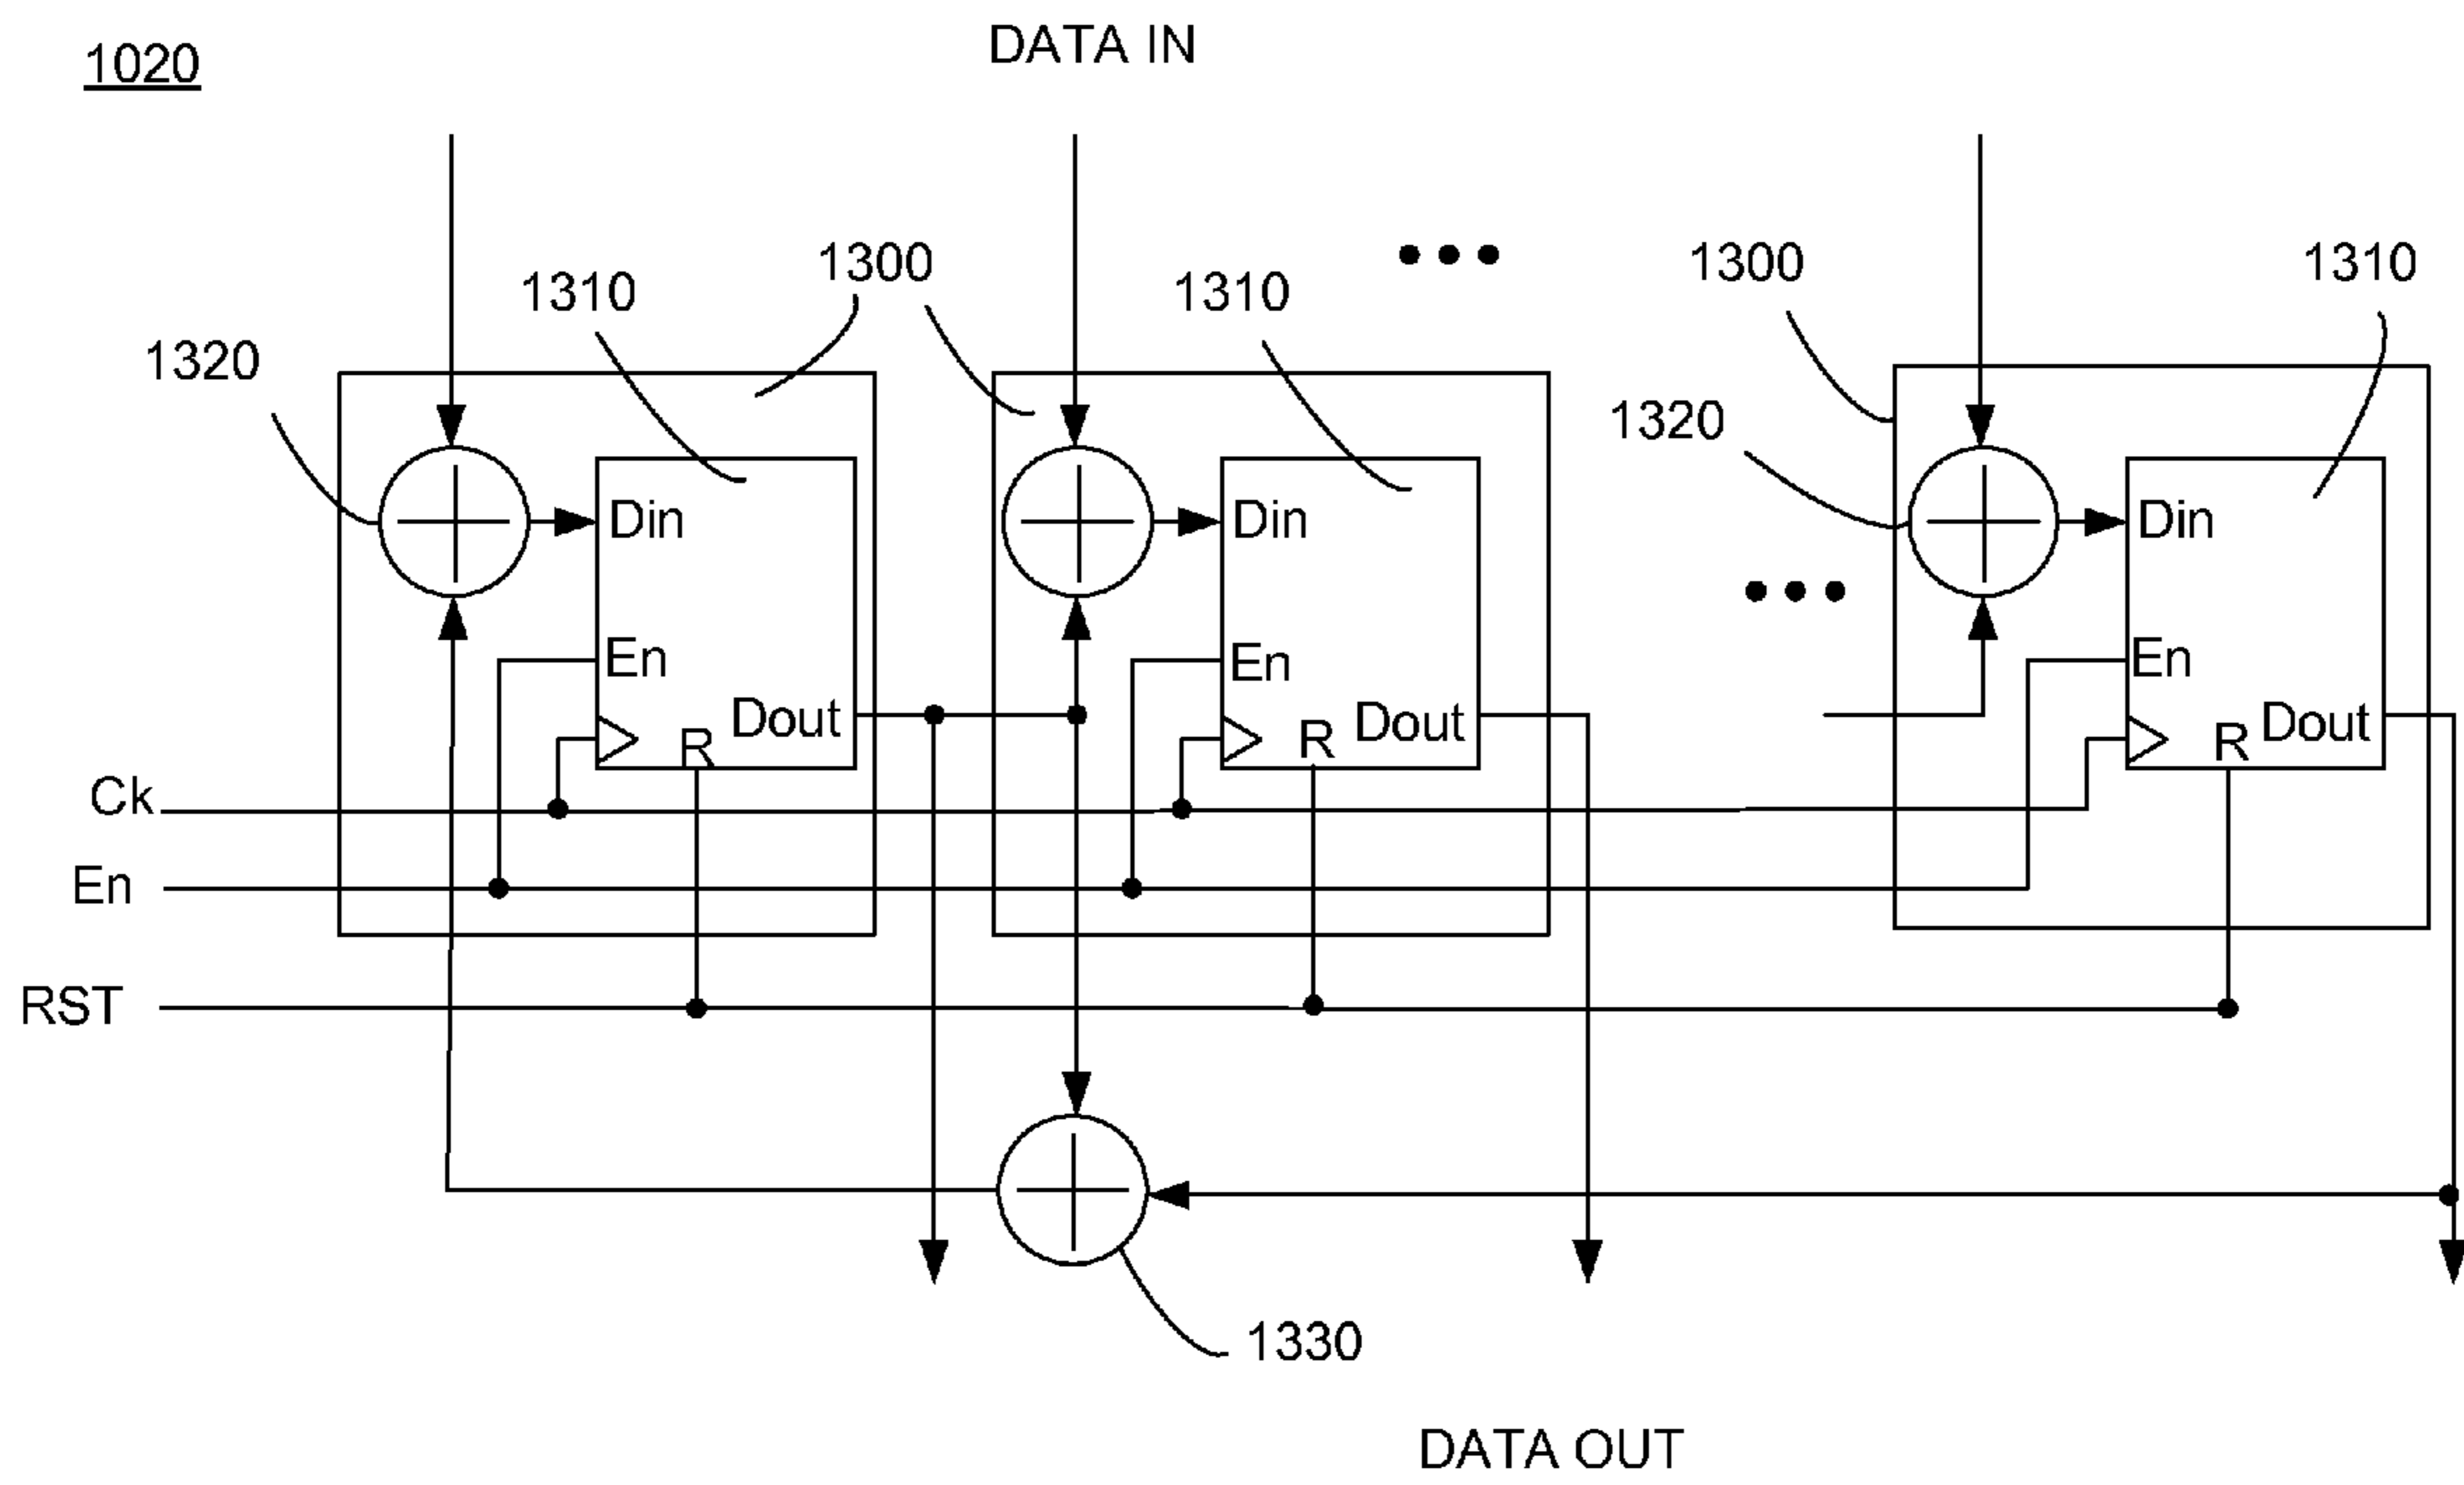 1020
DATA IN
1300
1300
1310
1310
1310
1320
1320
Din
Din
Din
En
En
En
Dout
Dout
Dout
R
R
R
Ck
En
RST
1330
DATA OUT